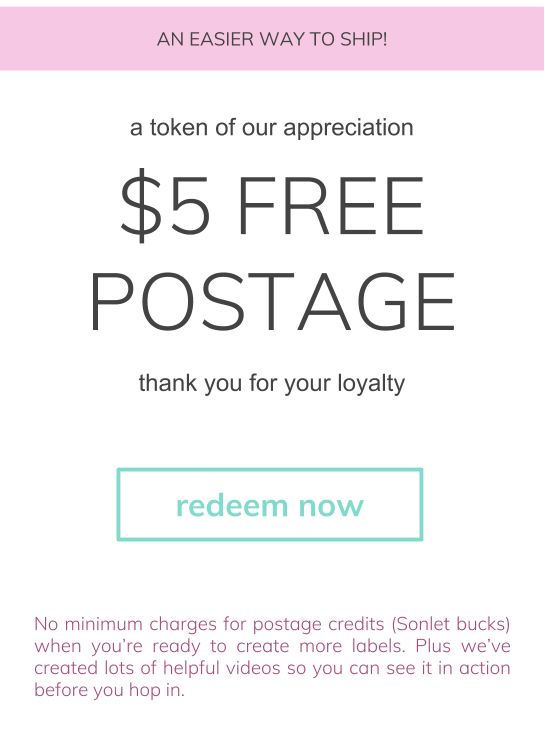 AN EASIER WAY TO SHIP!
a token of our appreciation
$5 FREE
POSTAGE
thank you for your loyalty
redeem now
No minimum charges for postage credits (Sonlet bucks)
when you’re ready to create more labels. Plus we’ve
created lots of helpful videos so you can see it in action
before you hop in.